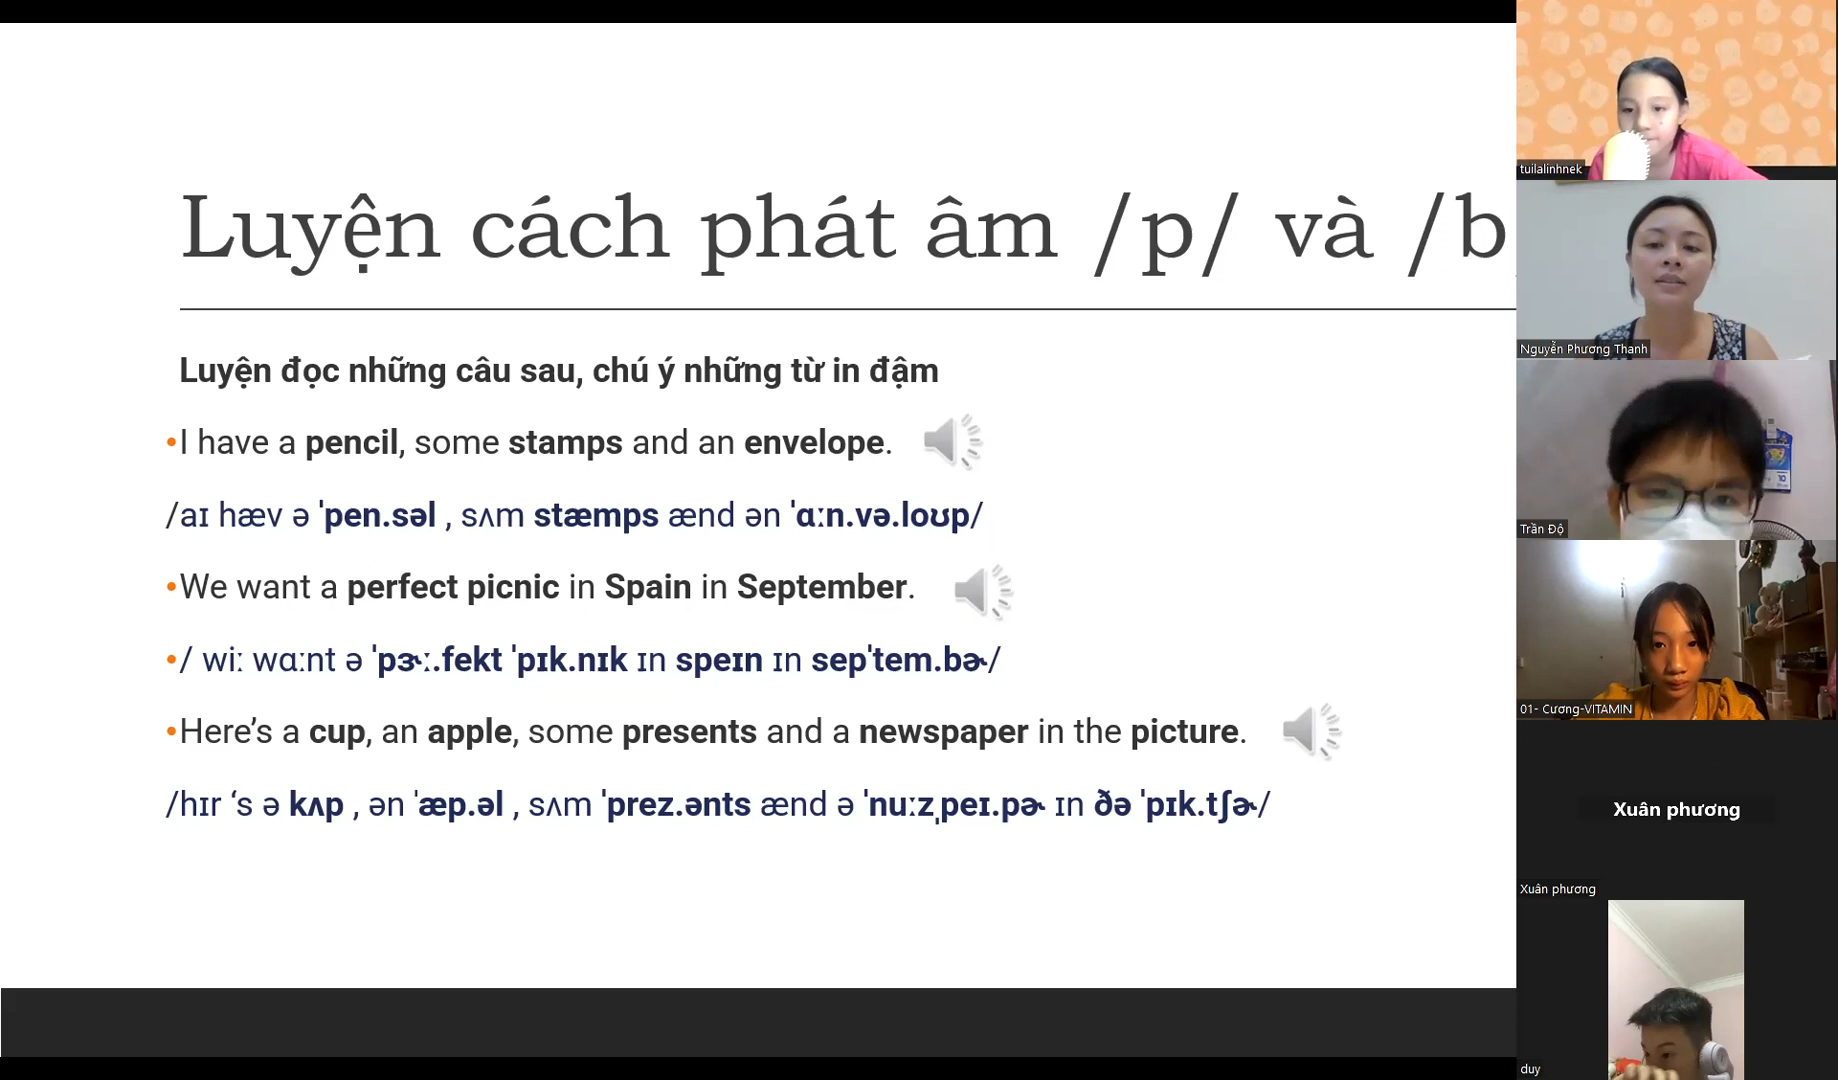 Luyện cách phát âm /p/ và /b
Luyện đọc những câu sau, chú ý những từ in đậm
•I have a pencil, some stamps and an envelope.
/aɪ hæv ə ˈpen.səl , sʌm stæmps ænd ən ˈɑːn.və.loʊp/
•We want a perfect picnic in Spain in September.
•/ wiː wɑːnt ə ˈpɝː.fekt ˈpɪk.nɪk ɪn speɪn ɪn sepˈtem.bɚ/
•Here’s a cup, an apple, some presents and a newspaper in the picture.
/hɪr ‘s ə kʌp , ən ˈæp.əl , sʌm ˈprez.ənts ænd ə ˈnuːzˌpeɪ.pɚ ɪn ðə ˈpɪk.tʃɚ/
tuilalinhnek
Nguyễn Phương Thanh
Trần Độ
01- Cương-VITAMIN
Xuân phương
Xuân phương
duy